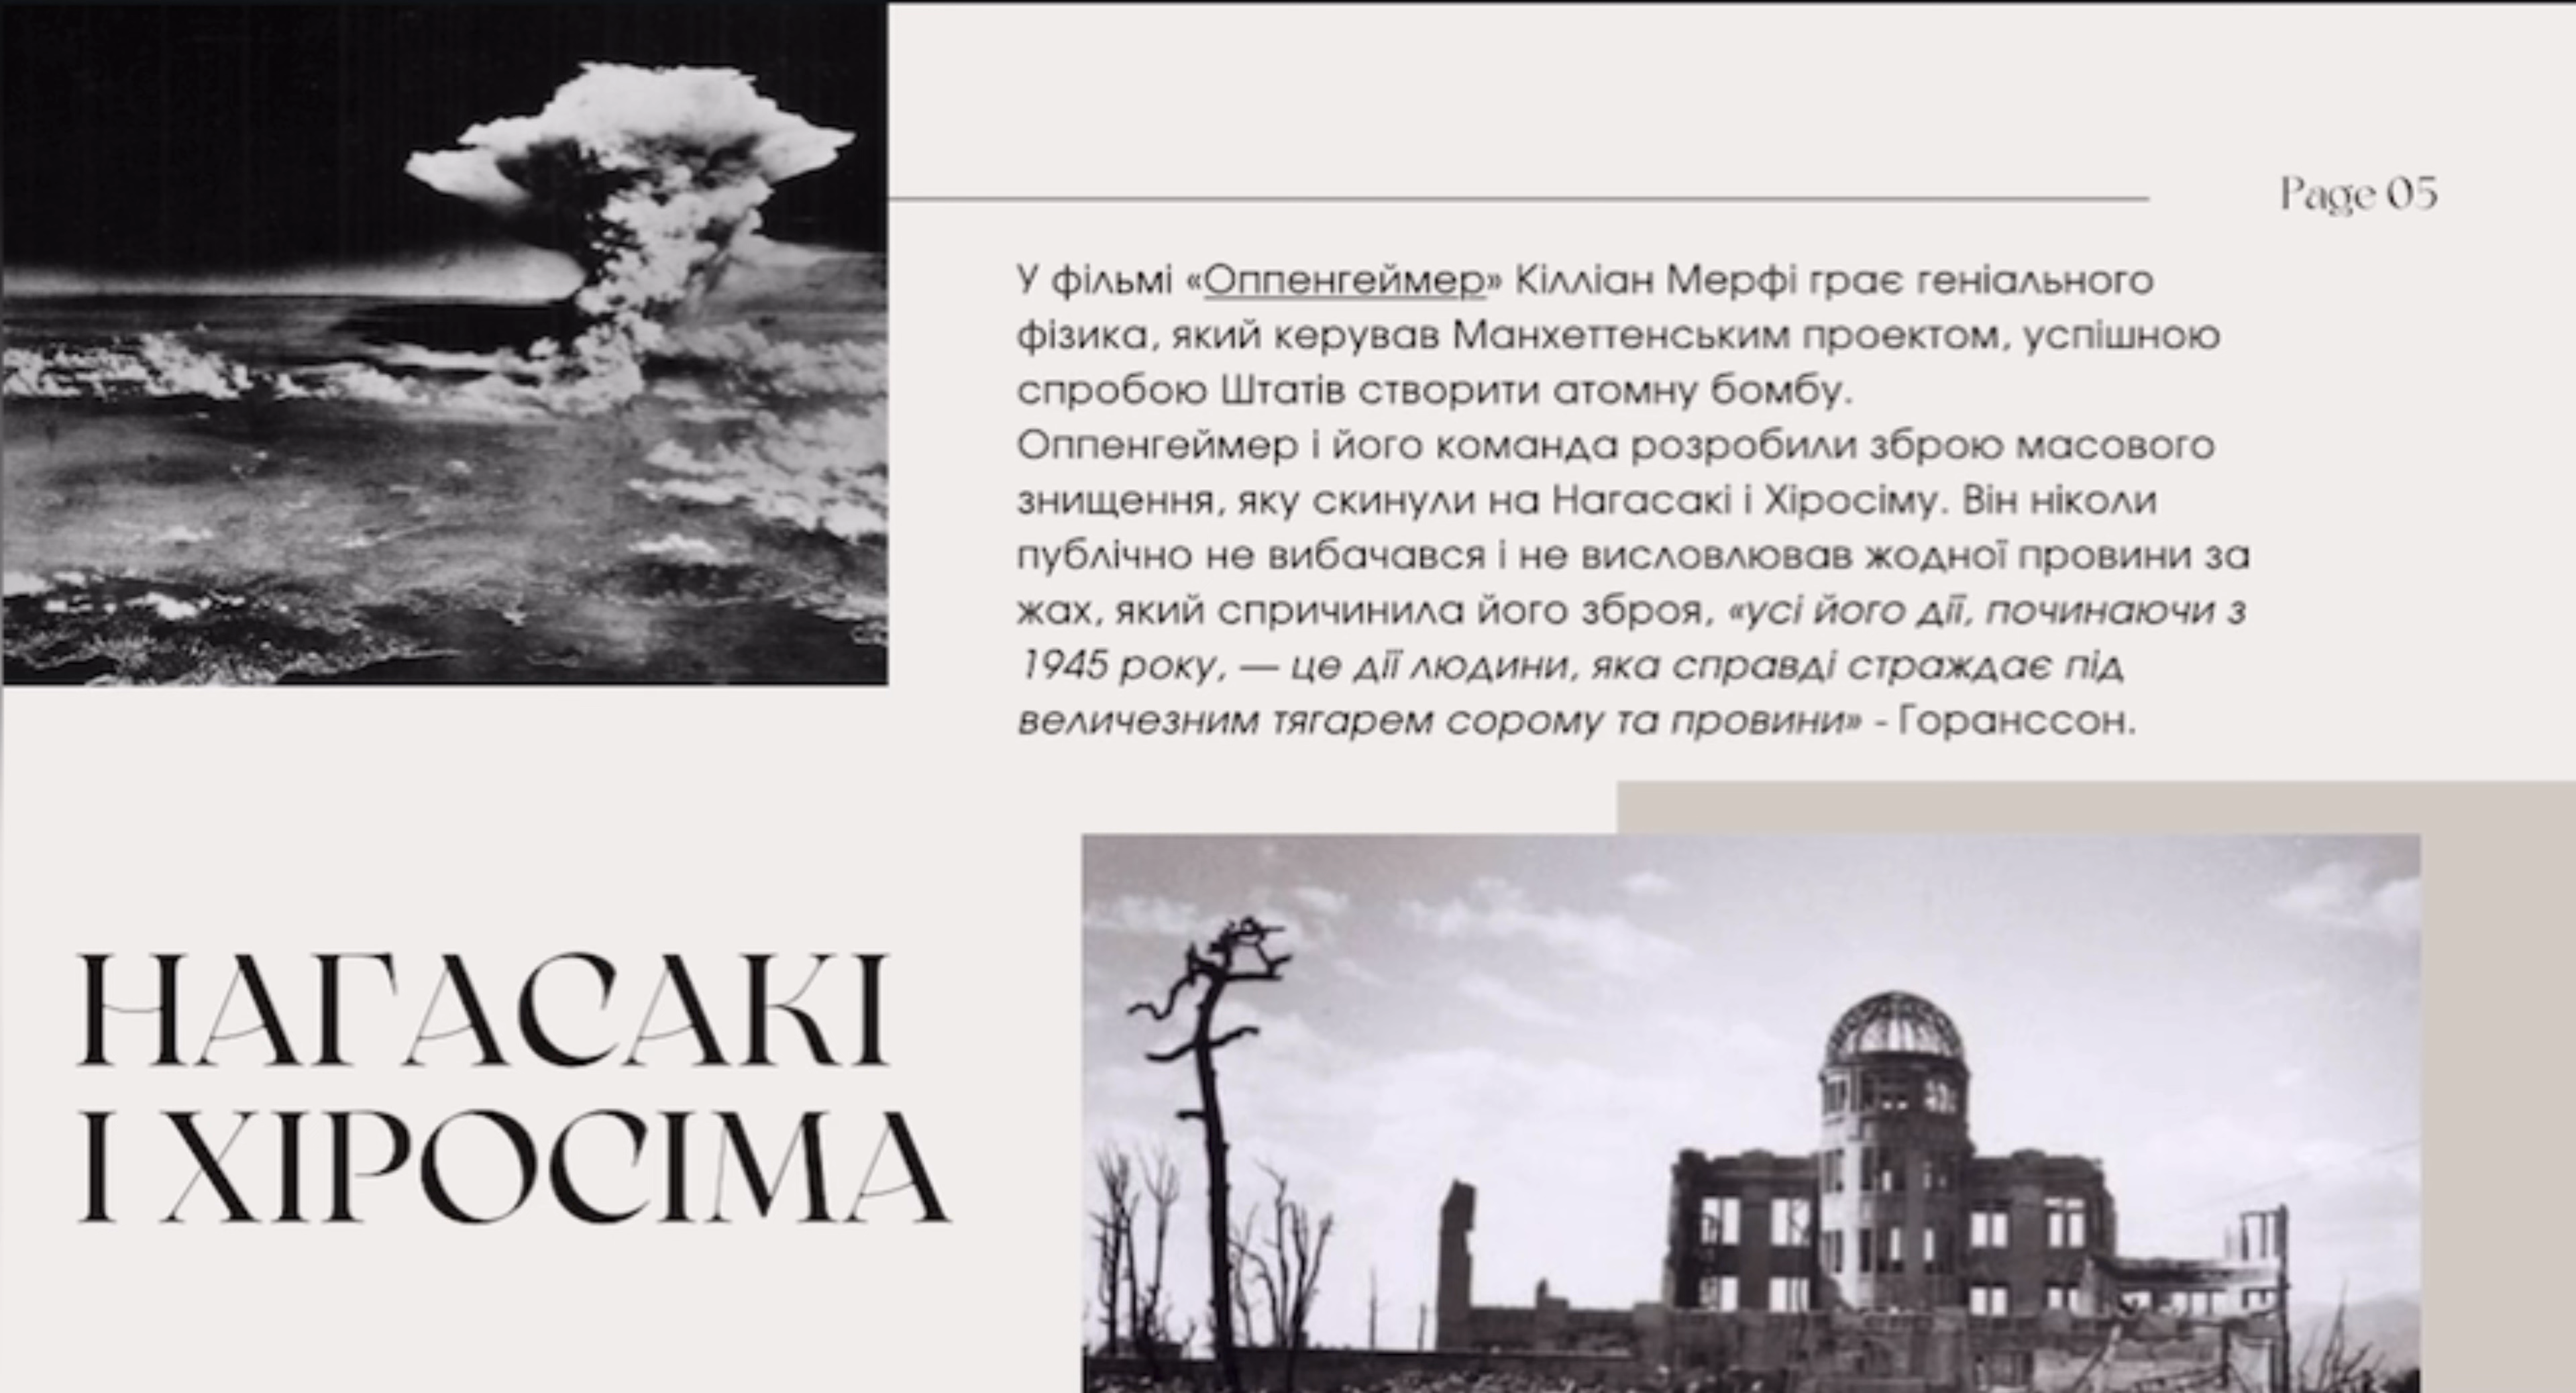 Page 05
У фільмі «Оппенгеймер» Кілліан Мерфі грає геніального
фізика, який керував Манхеттенським проектом, успішною
спробою Штатів створити атомну бомбу.
Оппенгеймер і його команда розробили зброю масового
знищення, яку скинули на Нагасакі і Хіросіму. Він ніколи
публічно не вибачався і не висловлював жодної провини за
жах, який спричинила його зброя, «усі його дії, починаючи з
1945 року, — це дії людини, яка справді страждає під
величезним тягарем сорому та провини» - Горанссон.
НАГАСАКІ
І ХІРОСІМА